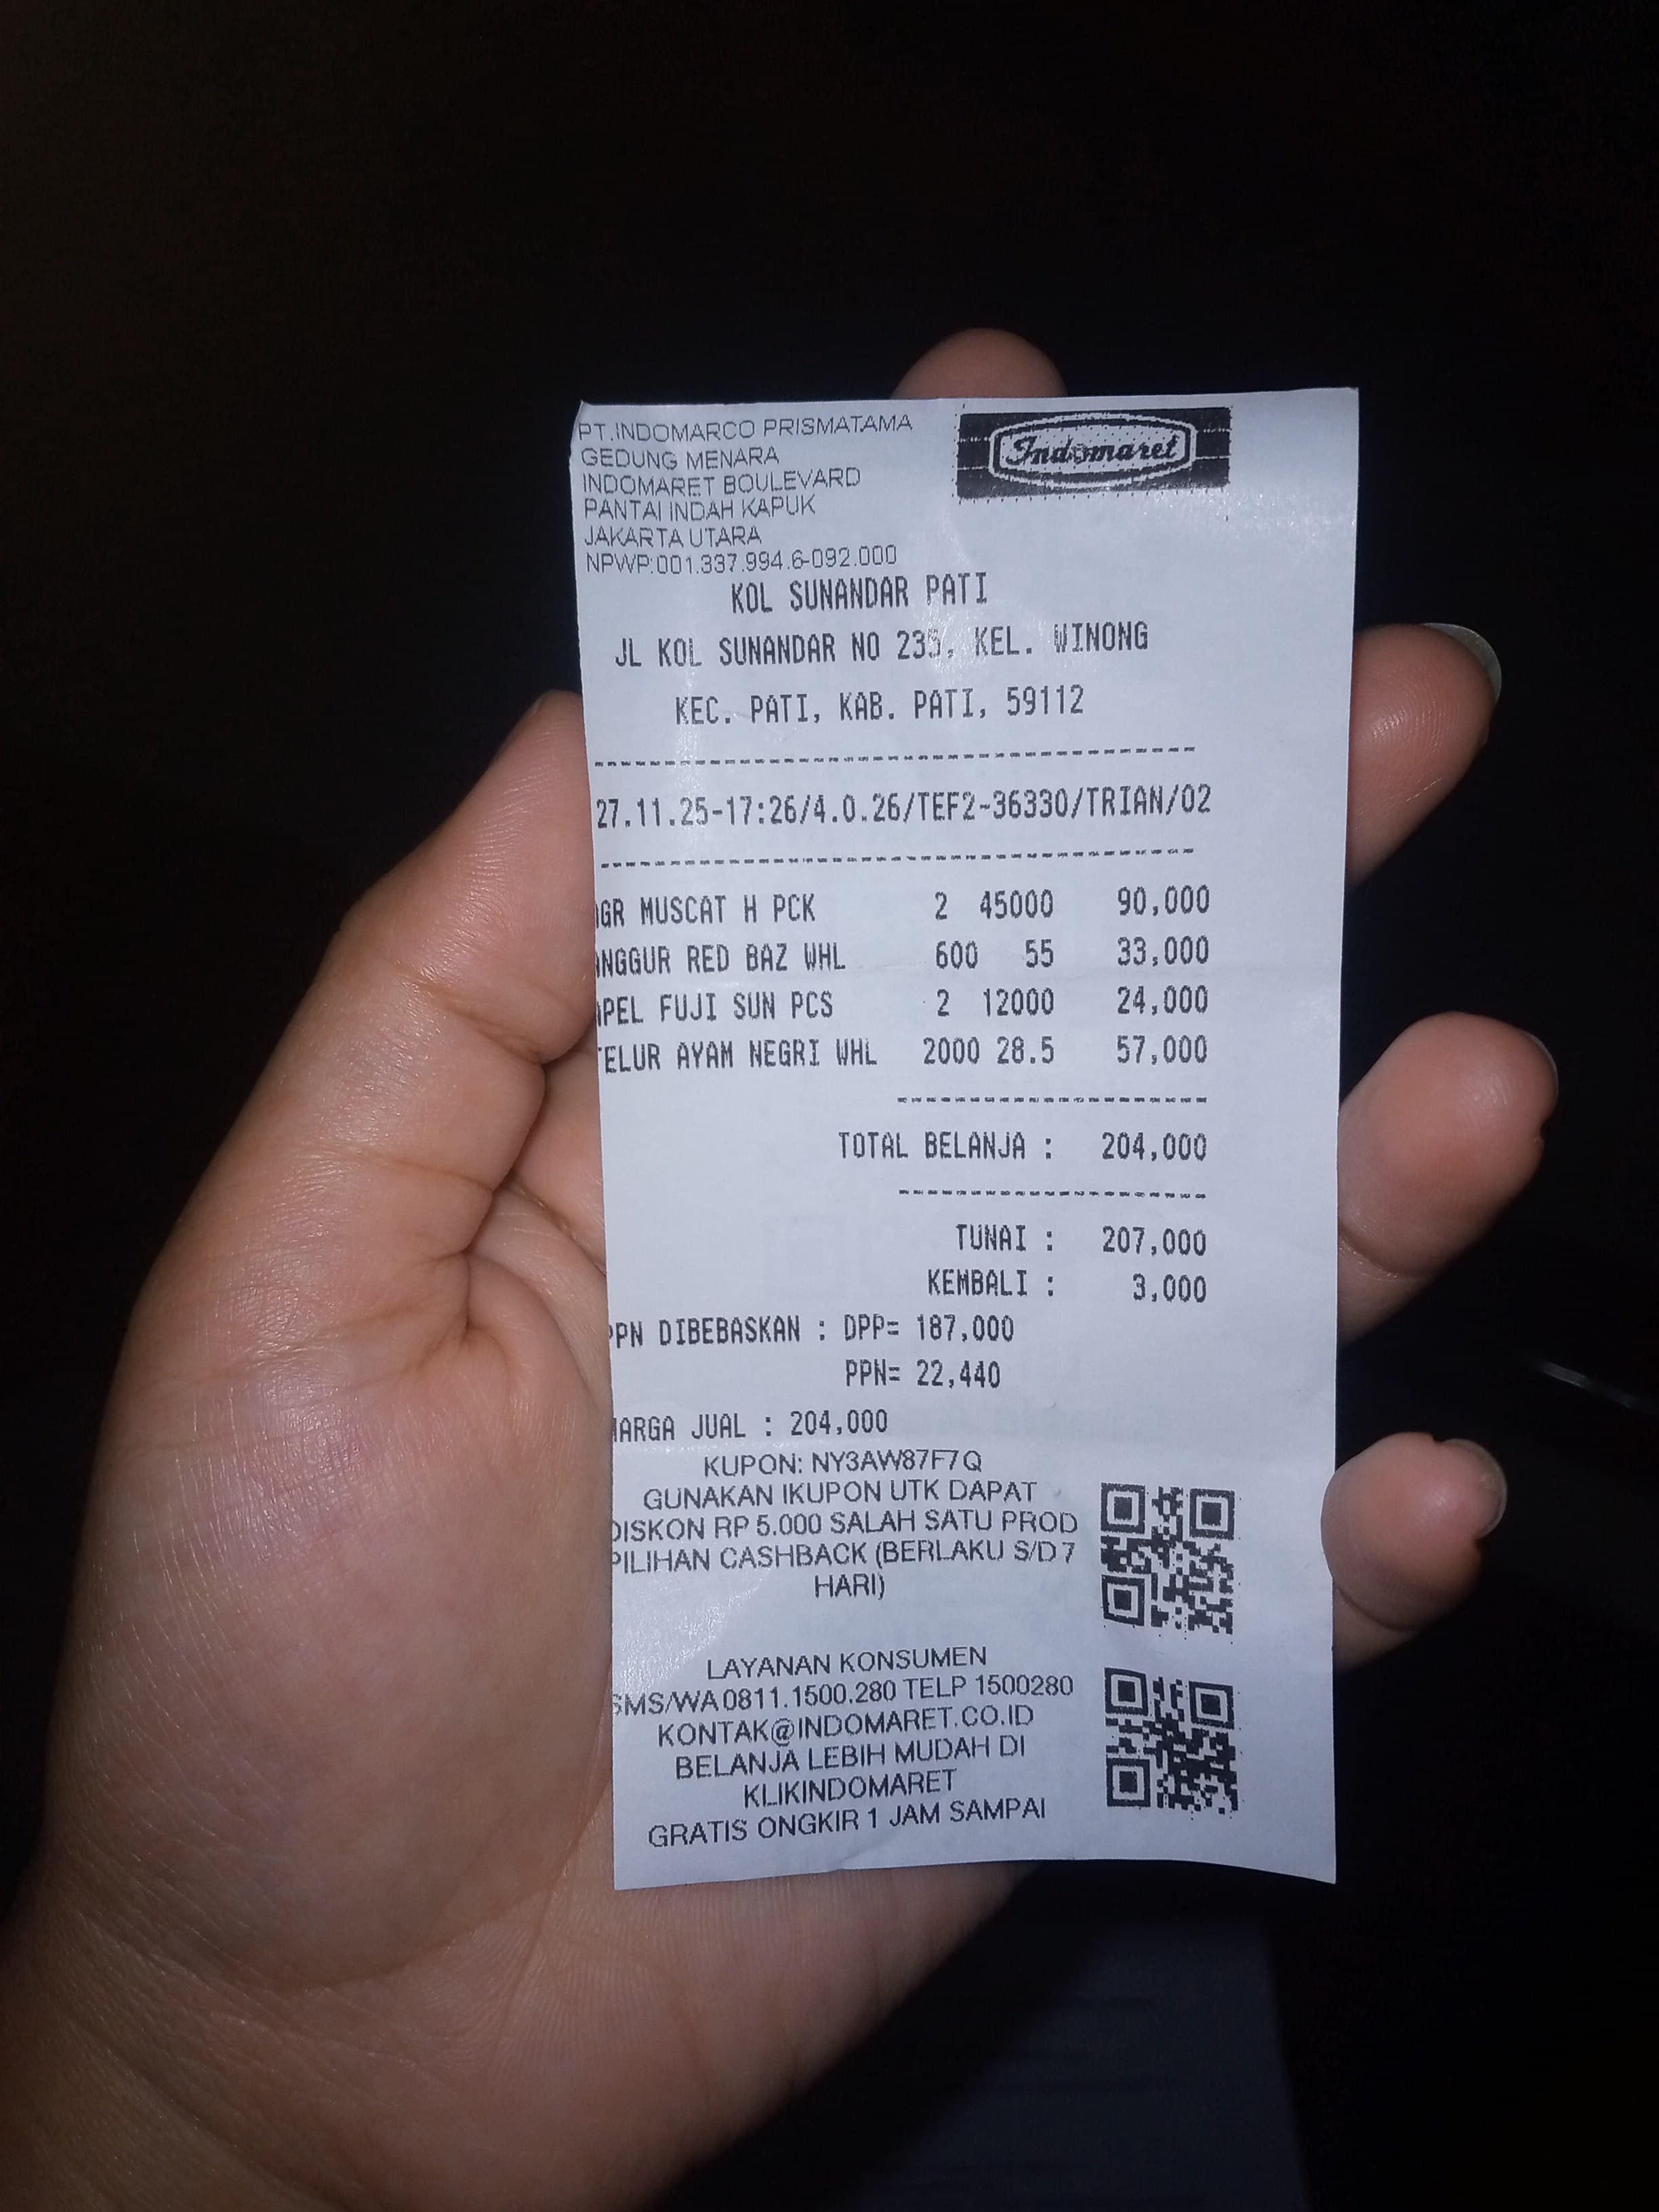 PT.INDOMARCO PRISMATAMA
GEDUNG MENARA
INDOMARET BOULEVARD
PANTAI INDAH KAPUK
JAKARTA UTARA
NPWP:001.337.994.6-092.000
Indomaret
KOL SUNANDAR PATI
JL KOL SUNANDAR NO 235, KEL. WINONG
KEC. PATI, KAB. PATI, 59112
27.11.25-17:26/4.0.26/TEF2-36330/TRIAN/02
AGR MUSCAT H PCK 2 45000 90,000
ANGGUR RED BAZ WHL 600 55 33,000
APEL FUJI SUN PCS 2 12000 24,000
TELUR AYAM NEGRI WHL 2000 28.5 57,000
TOTAL BELANJA : 204,000
TUNAI : 207,000
KEMBALI : 3,000
PPN DIBEBASKAN : DPP= 187,000
PPN= 22,440
HARGA JUAL : 204,000
KUPON: NY3AW87F7Q
GUNAKAN IKUPON UTK DAPAT
DISKON RP 5.000 SALAH SATU PROD
PILIHAN CASHBACK (BERLAKU S/D 7
HARI)
LAYANAN KONSUMEN
SMS/WA 0811.1500.280 TELP 1500280
KONTAK@INDOMARET.CO.ID
BELANJA LEBIH MUDAH DI
KLIKINDOMARET
GRATIS ONGKIR 1 JAM SAMPAI